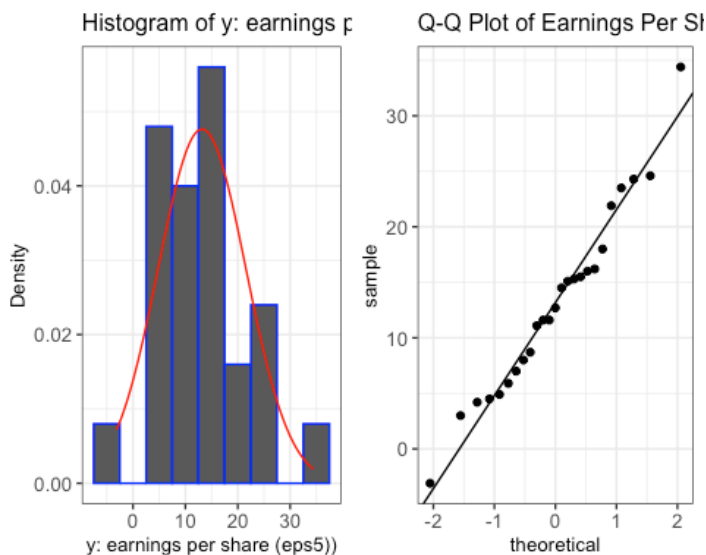 Histogram of y: earnings p
Density
0.04
0.02
0.00
0
10
20
30
y: earnings per share (eps5))
Q-Q Plot of Earnings Per Sh
sample
30
20
10
0
-2
-1
0
1
2
theoretical